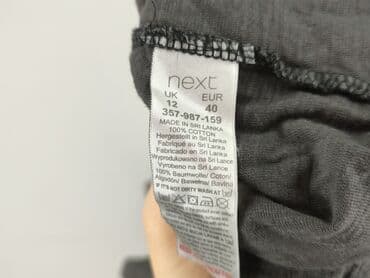 next
UK EUR
12 40
357-987-159
MADE IN SRI LANKA
100% COTTON
Hergestellt in Sri Lanka
Fabriqué au Sri Lanka
Fabricado en Sri Lanka
Wyprodukowano na Sri Lance
Vyrobeno na Sri Lance
100% Baumwolle/ Coton/
Algodón/ Bawełna/ Bavlna
IF IT'S NOT DIRTY WASH AT